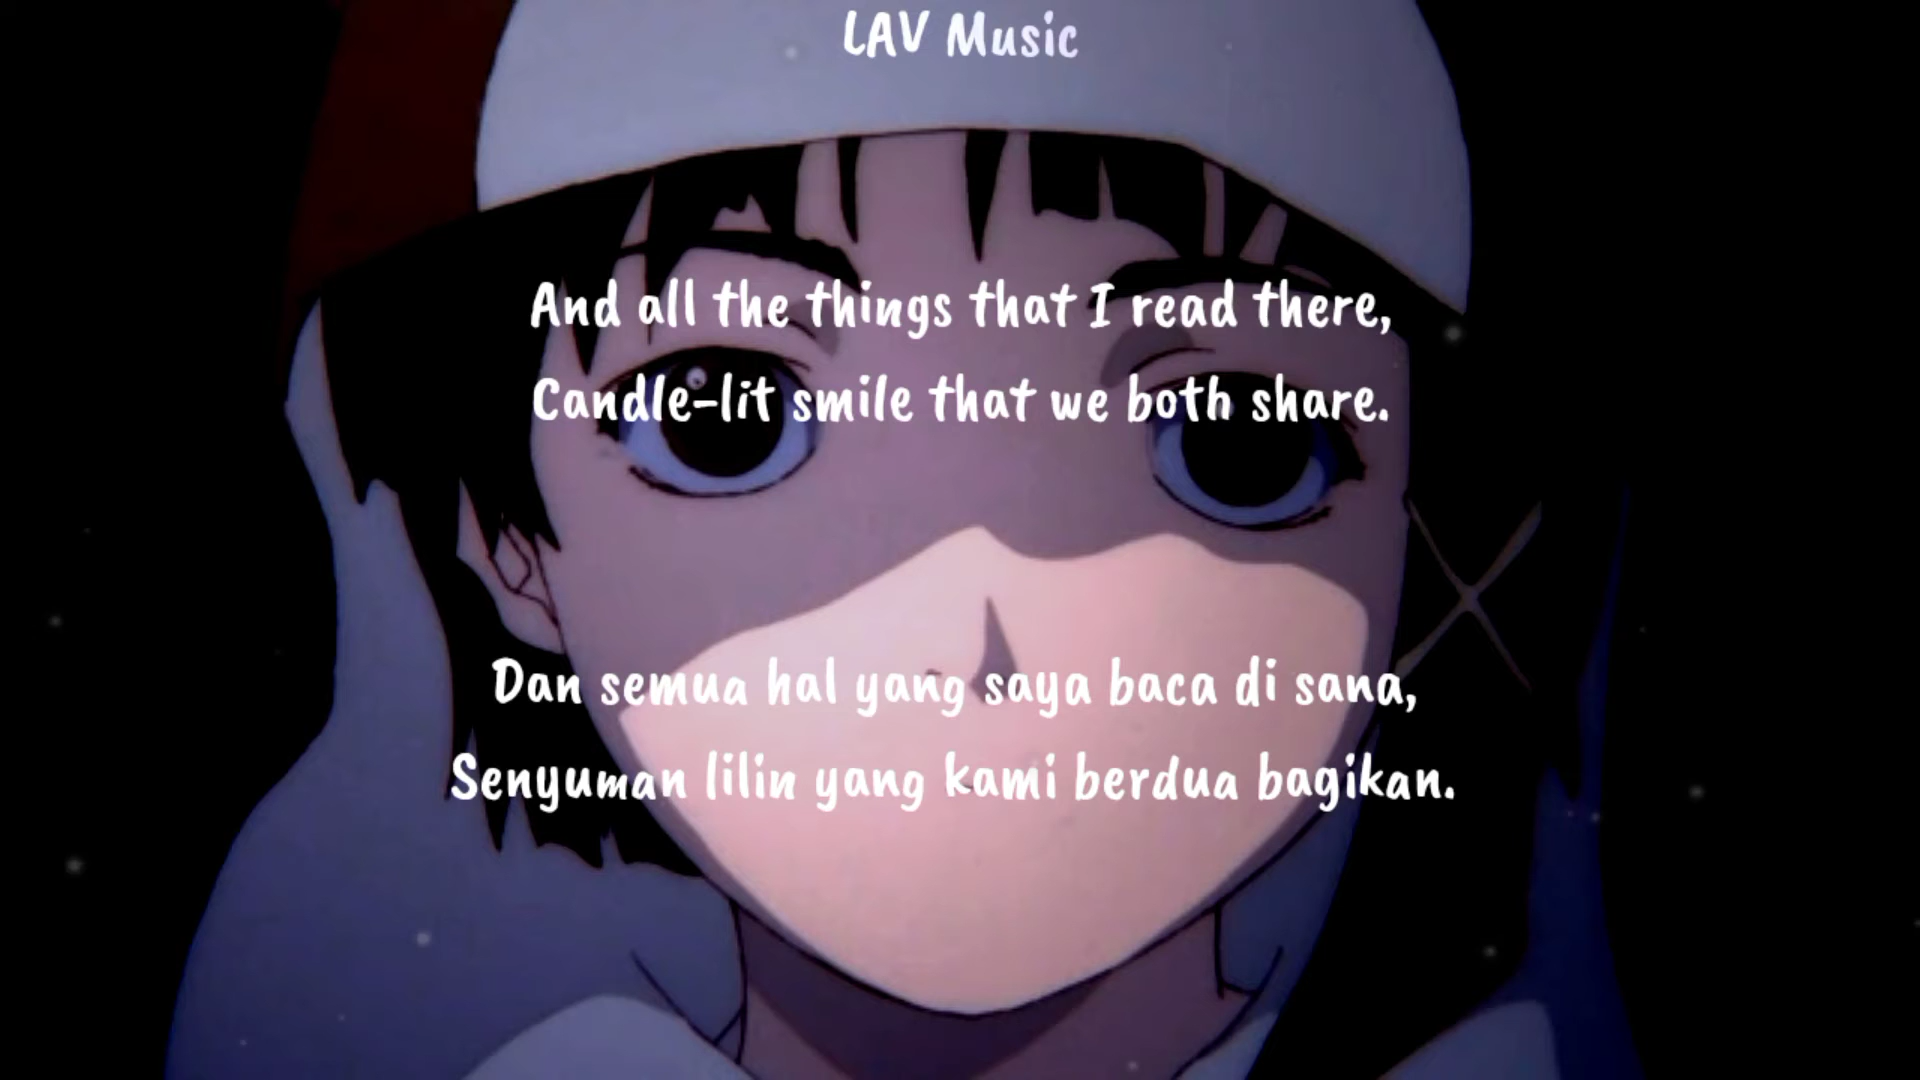 LAV Music
And all the things that I read there,
Candle-lit smile that we both share.
Dan semua hal yang saya baca di sana,
Senyuman lilin yang kami berdua bagikan.